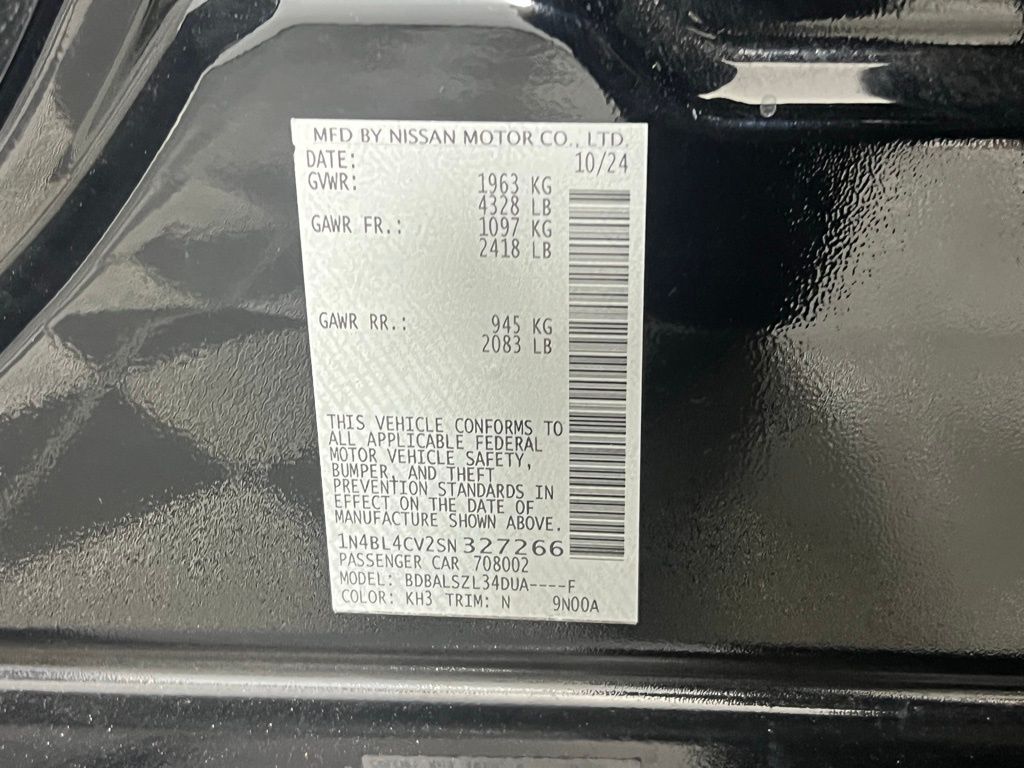 MFD BY NISSAN MOTOR CO., LTD.
DATE: 10/24
GVWR: 1963 KG
4328 LB
GAWR FR.: 1097 KG
2418 LB
GAWR RR.: 945 KG
2083 LB
THIS VEHICLE CONFORMS TO
ALL APPLICABLE FEDERAL
MOTOR VEHICLE SAFETY,
BUMPER, AND THEFT
PREVENTION STANDARDS IN
EFFECT ON THE DATE OF
MANUFACTURE SHOWN ABOVE.
1N4BL4CV2SN327266
PASSENGER CAR 708002
MODEL: BDBALSZL34DUA----F
COLOR: KH3 TRIM: N 9N00A